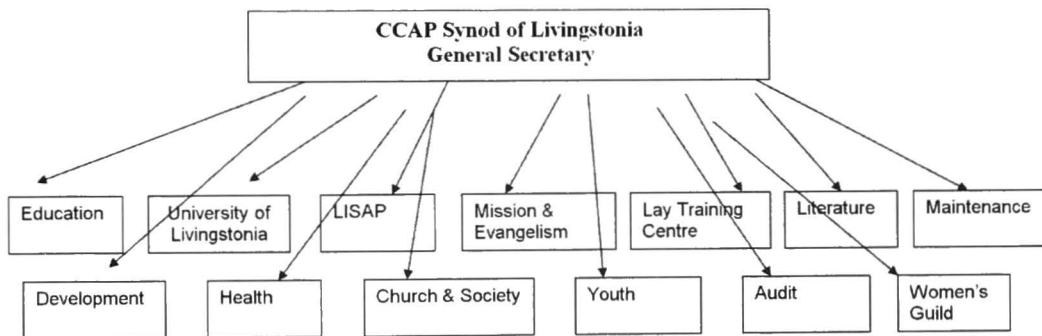 CCAP Synod of Livingstonia
General Secretary
Education
University of
Livingstonia
LISAP
Mission &
Evangelism
Lay Training
Centre
Literature
Maintenance
Development
Health
Church & Society
Youth
Audit
Women's
Guild